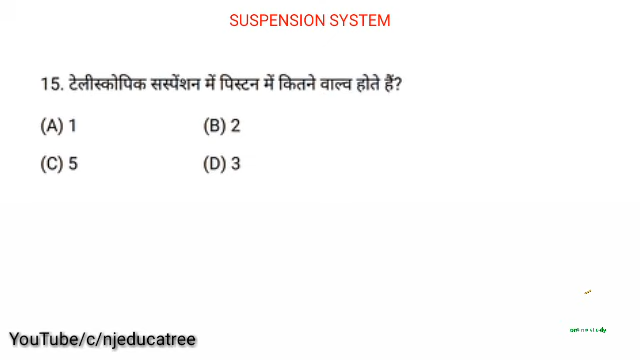 SUSPENSION SYSTEM
15. टेलीस्कोपिक सस्पेंशन में पिस्टन में कितने वाल्व होते हैं?
(A) 1 (B) 2
(C) 5 (D) 3
YouTube/c/njeducatree